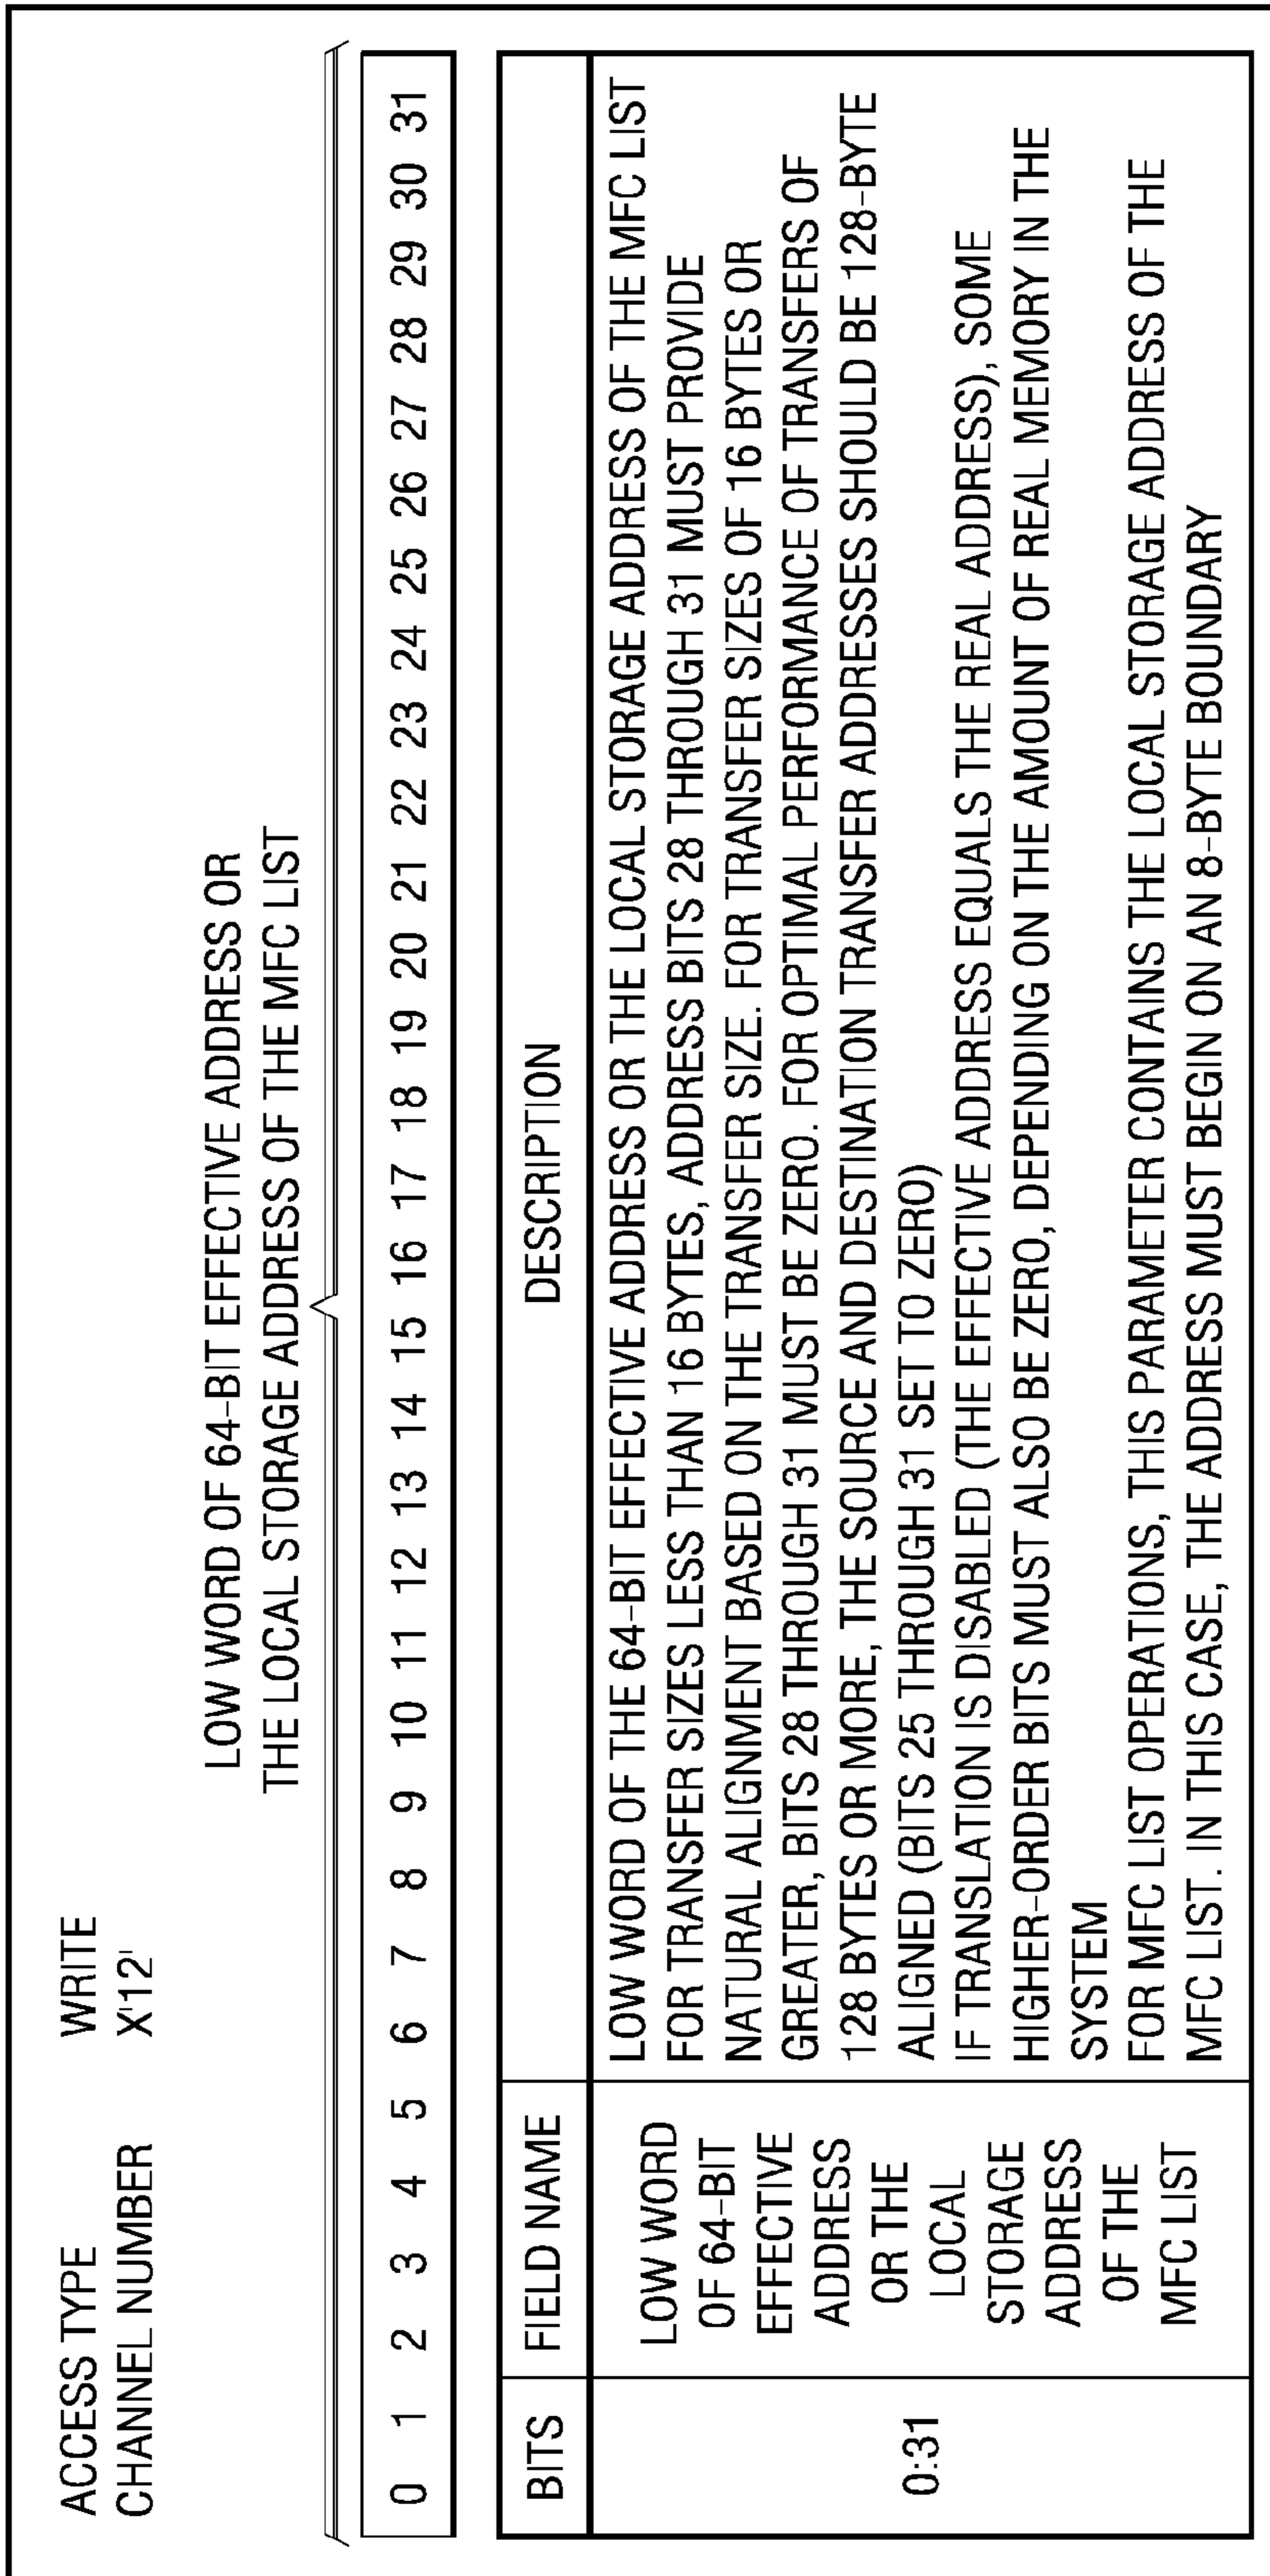 ACCESS TYPE WRITE
CHANNEL NUMBER X'12'
LOW WORD OF 64-BIT EFFECTIVE ADDRESS OR
THE LOCAL STORAGE ADDRESS OF THE MFC LIST
0 1 2 3 4 5 6 7 8 9 10 11 12 13 14 15 16 17 18 19 20 21 22 23 24 25 26 27 28 29 30 31
BITS FIELD NAME DESCRIPTION
0:31
LOW WORD
OF 64-BIT
EFFECTIVE
ADDRESS
OR THE
LOCAL
STORAGE
ADDRESS
OF THE
MFC LIST
LOW WORD OF THE 64-BIT EFFECTIVE ADDRESS OR THE LOCAL STORAGE ADDRESS OF THE MFC LIST
FOR TRANSFER SIZES LESS THAN 16 BYTES, ADDRESS BITS 28 THROUGH 31 MUST PROVIDE
NATURAL ALIGNMENT BASED ON THE TRANSFER SIZE. FOR TRANSFER SIZES OF 16 BYTES OR
GREATER, BITS 28 THROUGH 31 MUST BE ZERO. FOR OPTIMAL PERFORMANCE OF TRANSFERS OF
128 BYTES OR MORE, THE SOURCE AND DESTINATION TRANSFER ADDRESSES SHOULD BE 128-BYTE
ALIGNED (BITS 25 THROUGH 31 SET TO ZERO)
IF TRANSLATION IS DISABLED (THE EFFECTIVE ADDRESS EQUALS THE REAL ADDRESS), SOME
HIGHER-ORDER BITS MUST ALSO BE ZERO, DEPENDING ON THE AMOUNT OF REAL MEMORY IN THE
SYSTEM
FOR MFC LIST OPERATIONS, THIS PARAMETER CONTAINS THE LOCAL STORAGE ADDRESS OF THE
MFC LIST. IN THIS CASE, THE ADDRESS MUST BEGIN ON AN 8-BYTE BOUNDARY